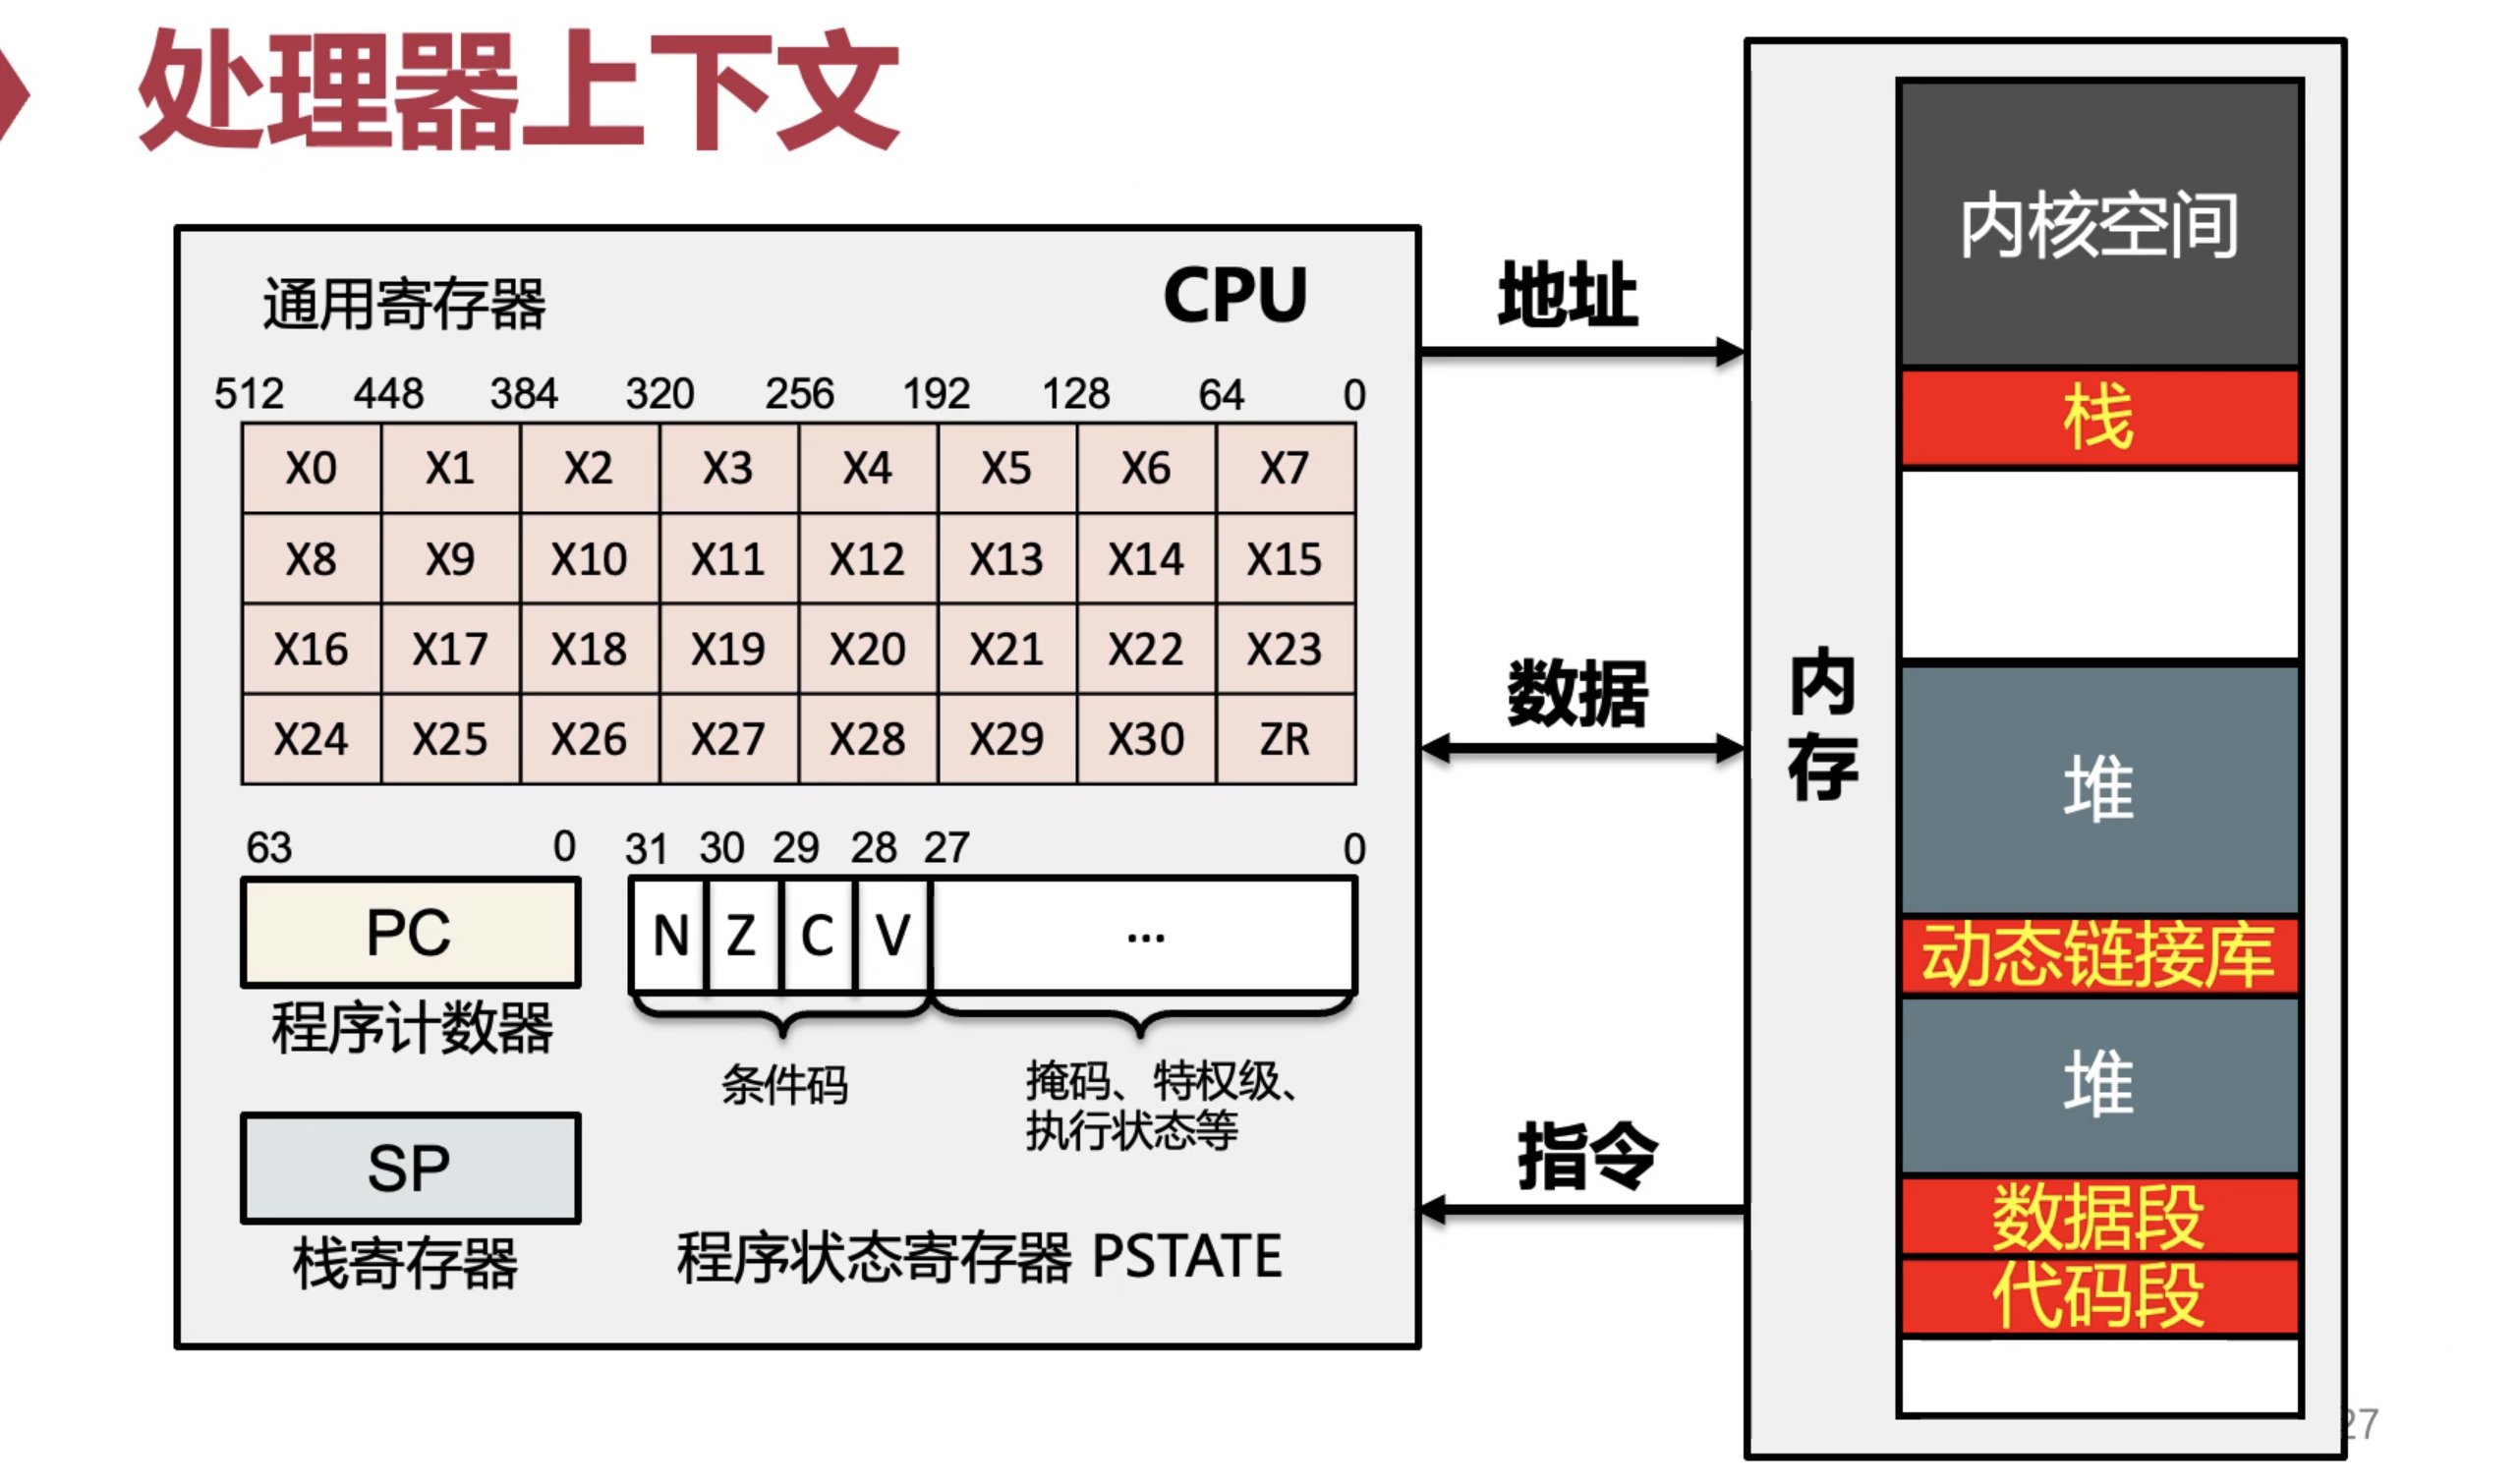 处理器上下文
通用寄存器
CPU
512 448 384 320 256 192 128 64 0
X0 X1 X2 X3 X4 X5 X6 X7
X8 X9 X10 X11 X12 X13 X14 X15
X16 X17 X18 X19 X20 X21 X22 X23
X24 X25 X26 X27 X28 X29 X30 ZR
63 0
PC
程序计数器
SP
栈寄存器
31 30 29 28 27 0
N Z C V ...
条件码
掩码、特权级、
执行状态等
程序状态寄存器 PSTATE
地址
数据
指令
内存
内核空间
栈
堆
动态链接库
堆
数据段
代码段
27